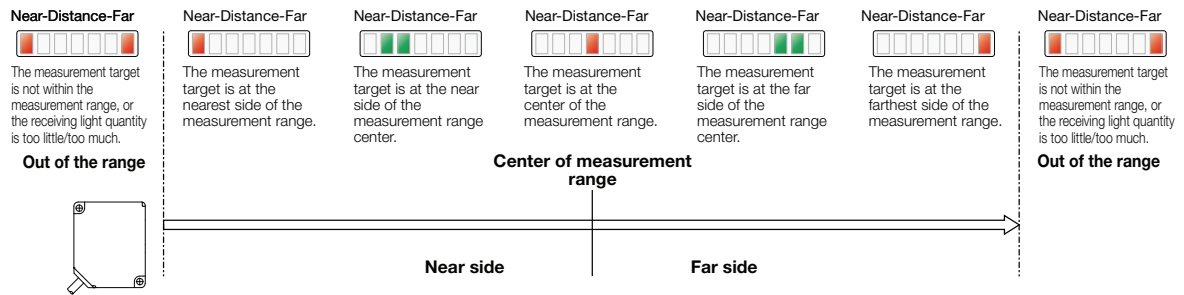 Near-Distance-Far
The measurement target
is not within the
measurement range, or
the receiving light quantity
is too little/too much.
Out of the range
Near-Distance-Far
The measurement
target is at the
nearest side of the
measurement range.
Near-Distance-Far
The measurement
target is at the near
side of the
measurement range
center.
Near-Distance-Far
The measurement
target is at the
center of the
measurement range.
Near-Distance-Far
The measurement
target is at the far
side of the
measurement range
center.
Near-Distance-Far
The measurement
target is at the
farthest side of the
measurement range.
Near-Distance-Far
The measurement target
is not within the
measurement range, or
the receiving light quantity
is too little/too much.
Out of the range
Center of measurement
range
Near side
Far side